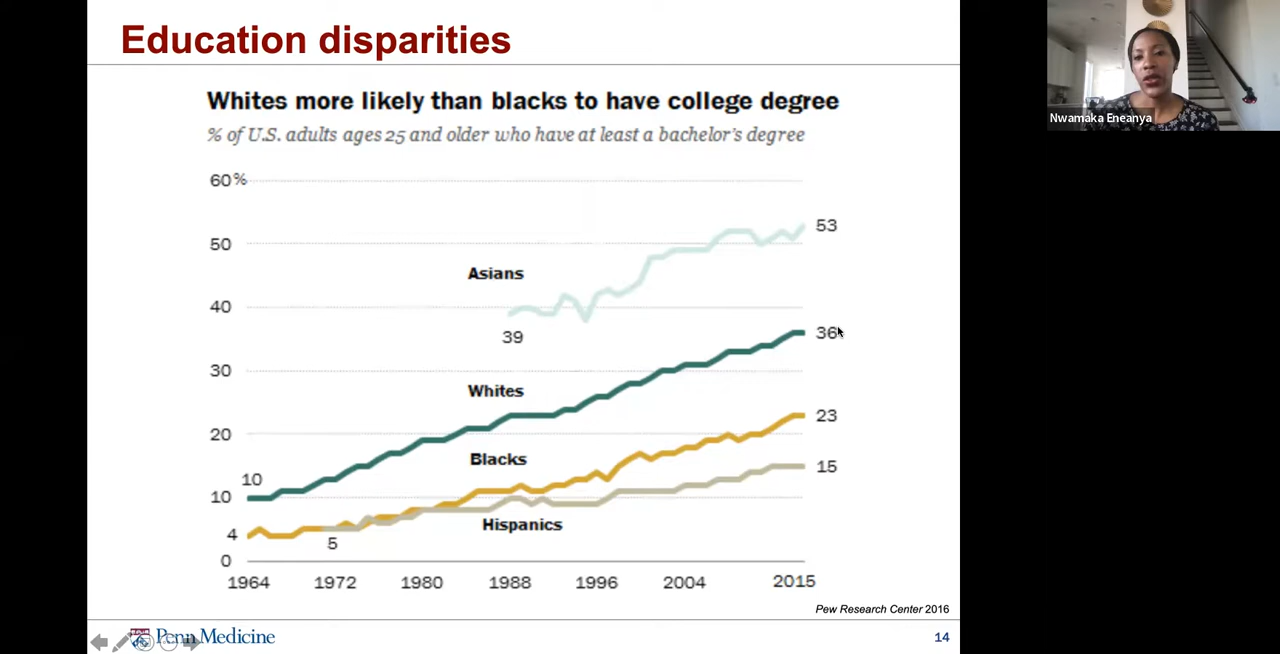 Education disparities
Whites more likely than blacks to have college degree
% of U.S. adults ages 25 and older who have at least a bachelor's degree
60%
53
50
Asians
40
39
36
30
Whites
23
20
Blacks
15
10
10
Hispanics
4
5
0
1964 1972 1980 1988 1996 2004 2015
Pew Research Center 2016
Penn Medicine
14
Nwamaka Eneanya